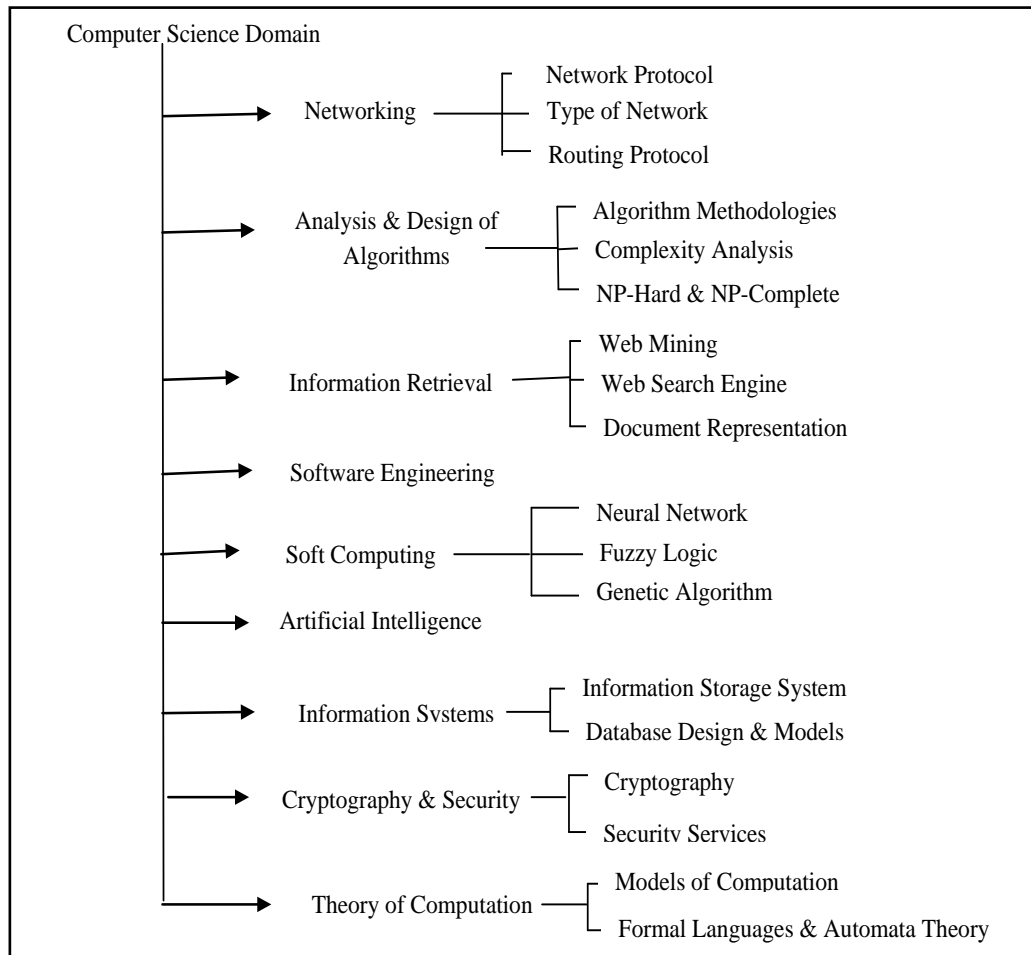 Computer Science Domain
Networking
Network Protocol
Type of Network
Routing Protocol
Analysis & Design of
Algorithms
Algorithm Methodologies
Complexity Analysis
NP-Hard & NP-Complete
Information Retrieval
Web Mining
Web Search Engine
Document Representation
Software Engineering
Soft Computing
Neural Network
Fuzzy Logic
Genetic Algorithm
Artificial Intelligence
Information Systems
Information Storage System
Database Design & Models
Cryptography & Security
Cryptography
Security Services
Theory of Computation
Models of Computation
Formal Languages & Automata Theory